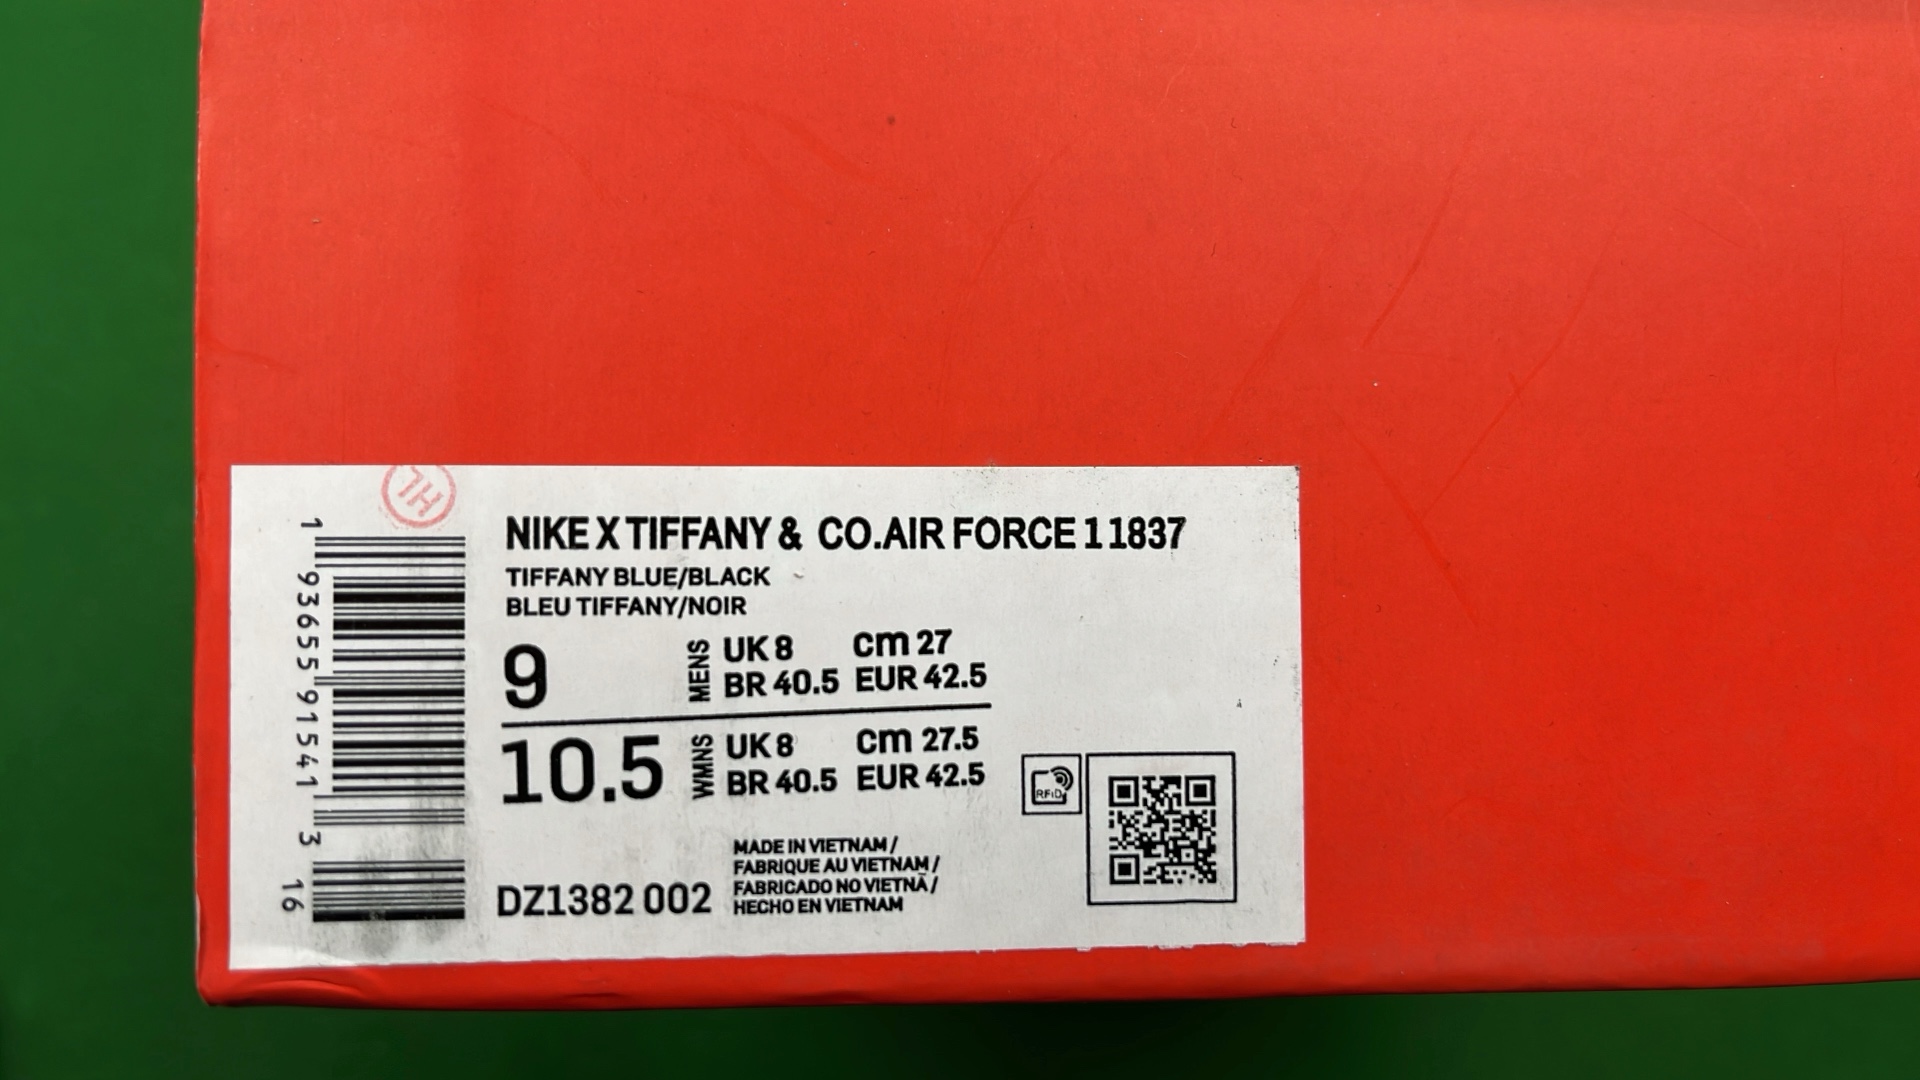 HL
NIKE X TIFFANY & CO.AIR FORCE 1 1837
TIFFANY BLUE/BLACK
BLEU TIFFANY/NOIR
9 MENS UK 8 cm 27
BR 40.5 EUR 42.5
10.5 WMNS UK 8 cm 27.5
BR 40.5 EUR 42.5
RFiD
DZ1382 002
MADE IN VIETNAM /
FABRIQUE AU VIETNAM /
FABRICADO NO VIETNÃ /
HECHO EN VIETNAM
1 93655 91541 3 16